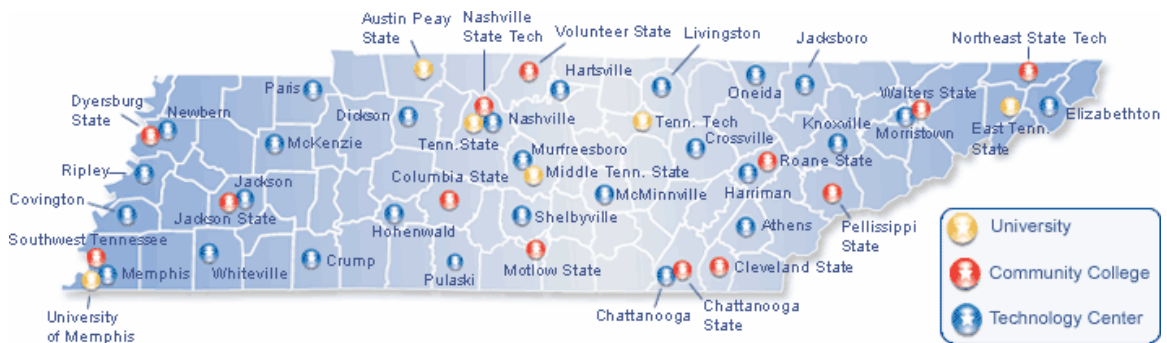 Austin Peay
State
Nashville
State Tech
Volunteer State
Livingston
Jacksboro
Northeast State Tech
Hartsville
Paris
Oneida
Walters State
Dyersburg
State
Newbern
Dickson
Nashville
Tenn. Tech
Knoxville
Morristown
East Tenn.
State
Elizabethton
McKenzie
Tenn. State
Crossville
Murfreesboro
Roane State
Ripley
Jackson
Columbia State
Middle Tenn. State
Harriman
McMinnville
Covington
Jackson State
Hohenwald
Shelbyville
Athens
Pellissippi
State
University
Southwest Tennessee
Memphis
Whiteville
Crump
Pulaski
Motlow State
Cleveland State
Community College
University
of Memphis
Chattanooga
Chattanooga
State
Technology Center